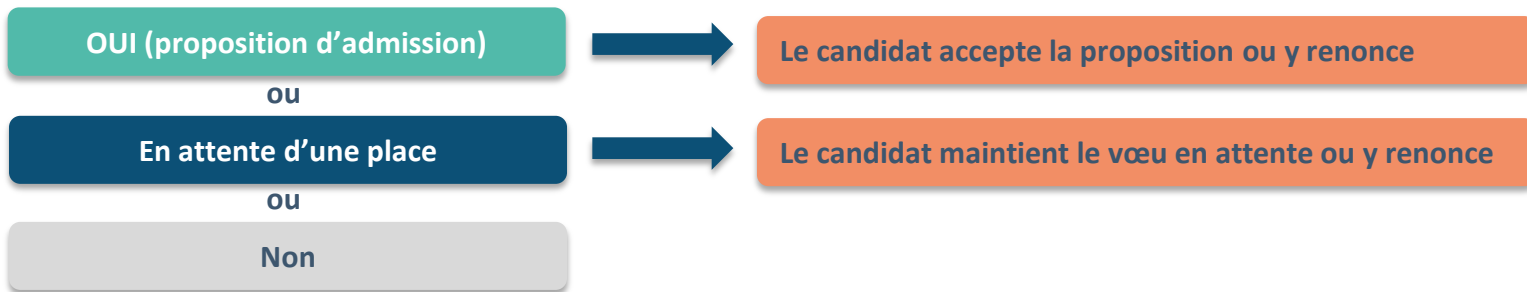 OUI (proposition d’admission)
Le candidat accepte la proposition ou y renonce
ou
En attente d’une place
Le candidat maintient le vœu en attente ou y renonce
ou
Non